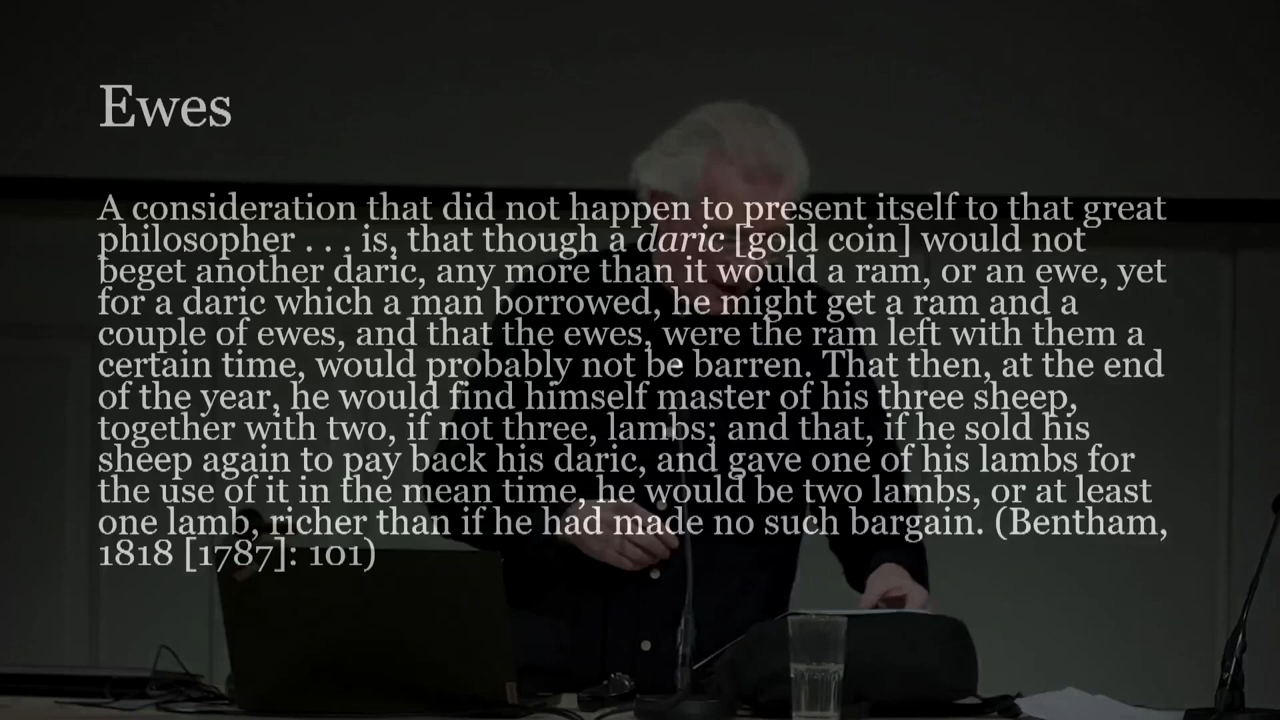 Ewes
A consideration that did not happen to present itself to that great
philosopher . . . is, that though a daric [gold coin] would not
beget another daric, any more than it would a ram, or an ewe, yet
for a daric which a man borrowed, he might get a ram and a
couple of ewes, and that the ewes, were the ram left with them a
certain time, would probably not be barren. That then, at the end
of the year, he would find himself master of his three sheep,
together with two, if not three, lambs; and that, if he sold his
sheep again to pay back his daric, and gave one of his lambs for
the use of it in the mean time, he would be two lambs, or at least
one lamb, richer than if he had made no such bargain. (Bentham,
1818 [1787]: 101)